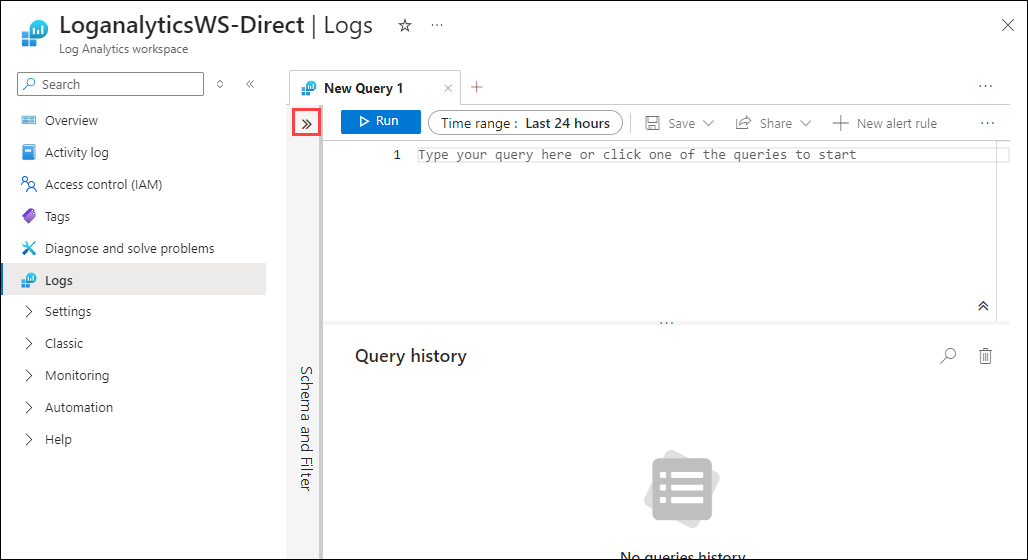 LoganalyticsWS-Direct | Logs
Log Analytics workspace
Search
Overview
Activity log
Access control (IAM)
Tags
Diagnose and solve problems
Logs
Settings
Classic
Monitoring
Automation
Help
New Query 1
Run
Time range : Last 24 hours
Save
Share
New alert rule
1 Type your query here or click one of the queries to start
Schema and Filter
Query history
No queries history